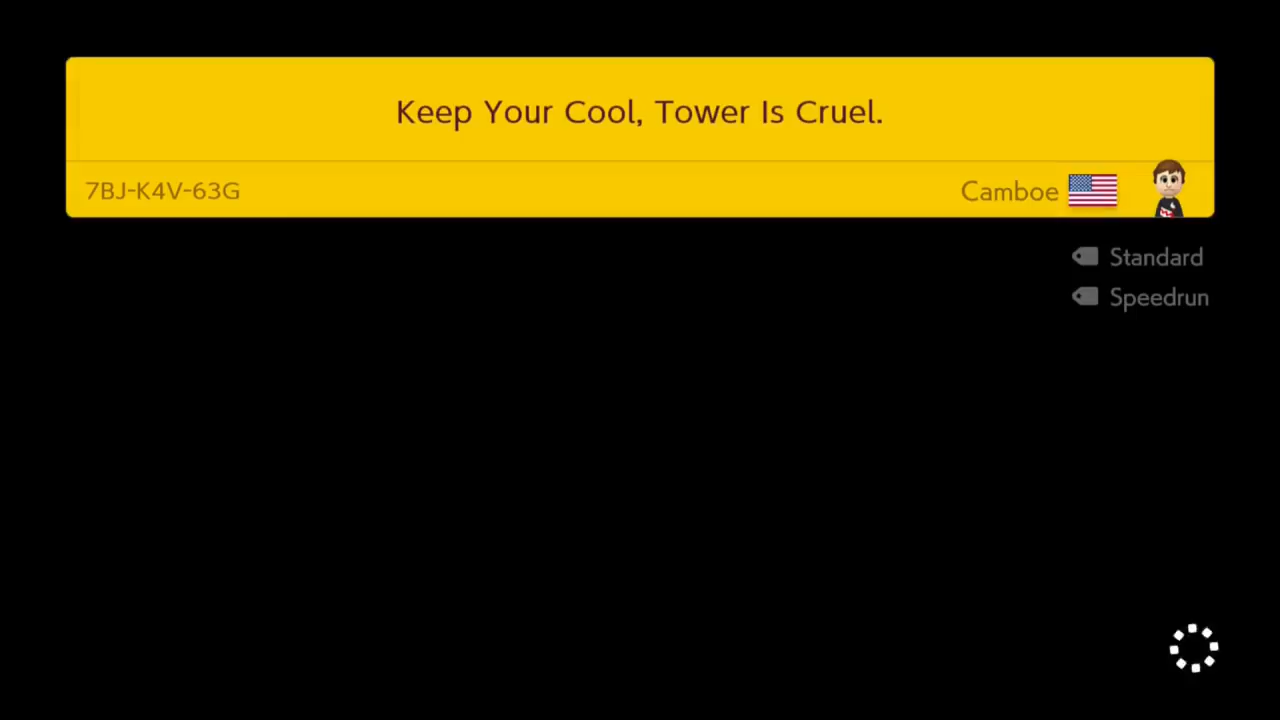 Keep Your Cool, Tower Is Cruel.
7BJ-K4V-63G
Camboe
Standard
Speedrun